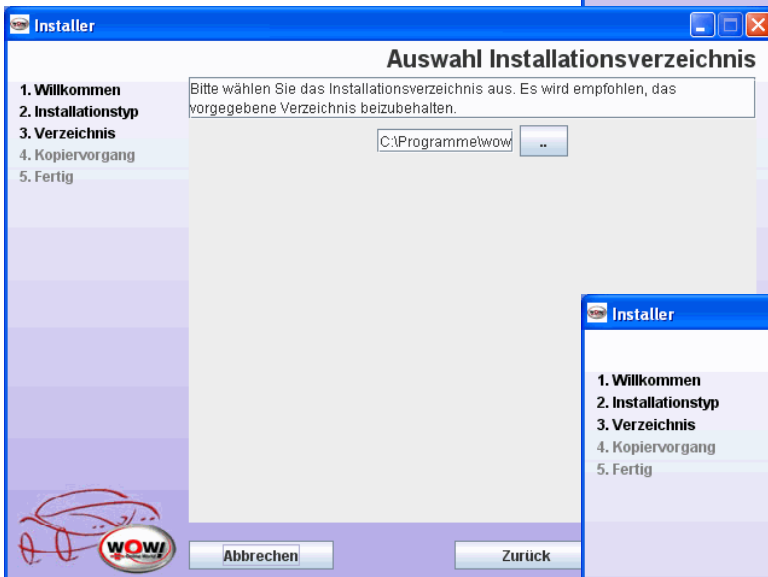 Installer
Auswahl Installationsverzeichnis
1. Willkommen
2. Installationstyp
3. Verzeichnis
4. Kopiervorgang
5. Fertig
Bitte wählen Sie das Installationsverzeichnis aus. Es wird empfohlen, das
vorgegebene Verzeichnis beizubehalten.
C:\Programme\wow
..
WOW!
Abbrechen
Zurück
Installer
1. Willkommen
2. Installationstyp
3. Verzeichnis
4. Kopiervorgang
5. Fertig